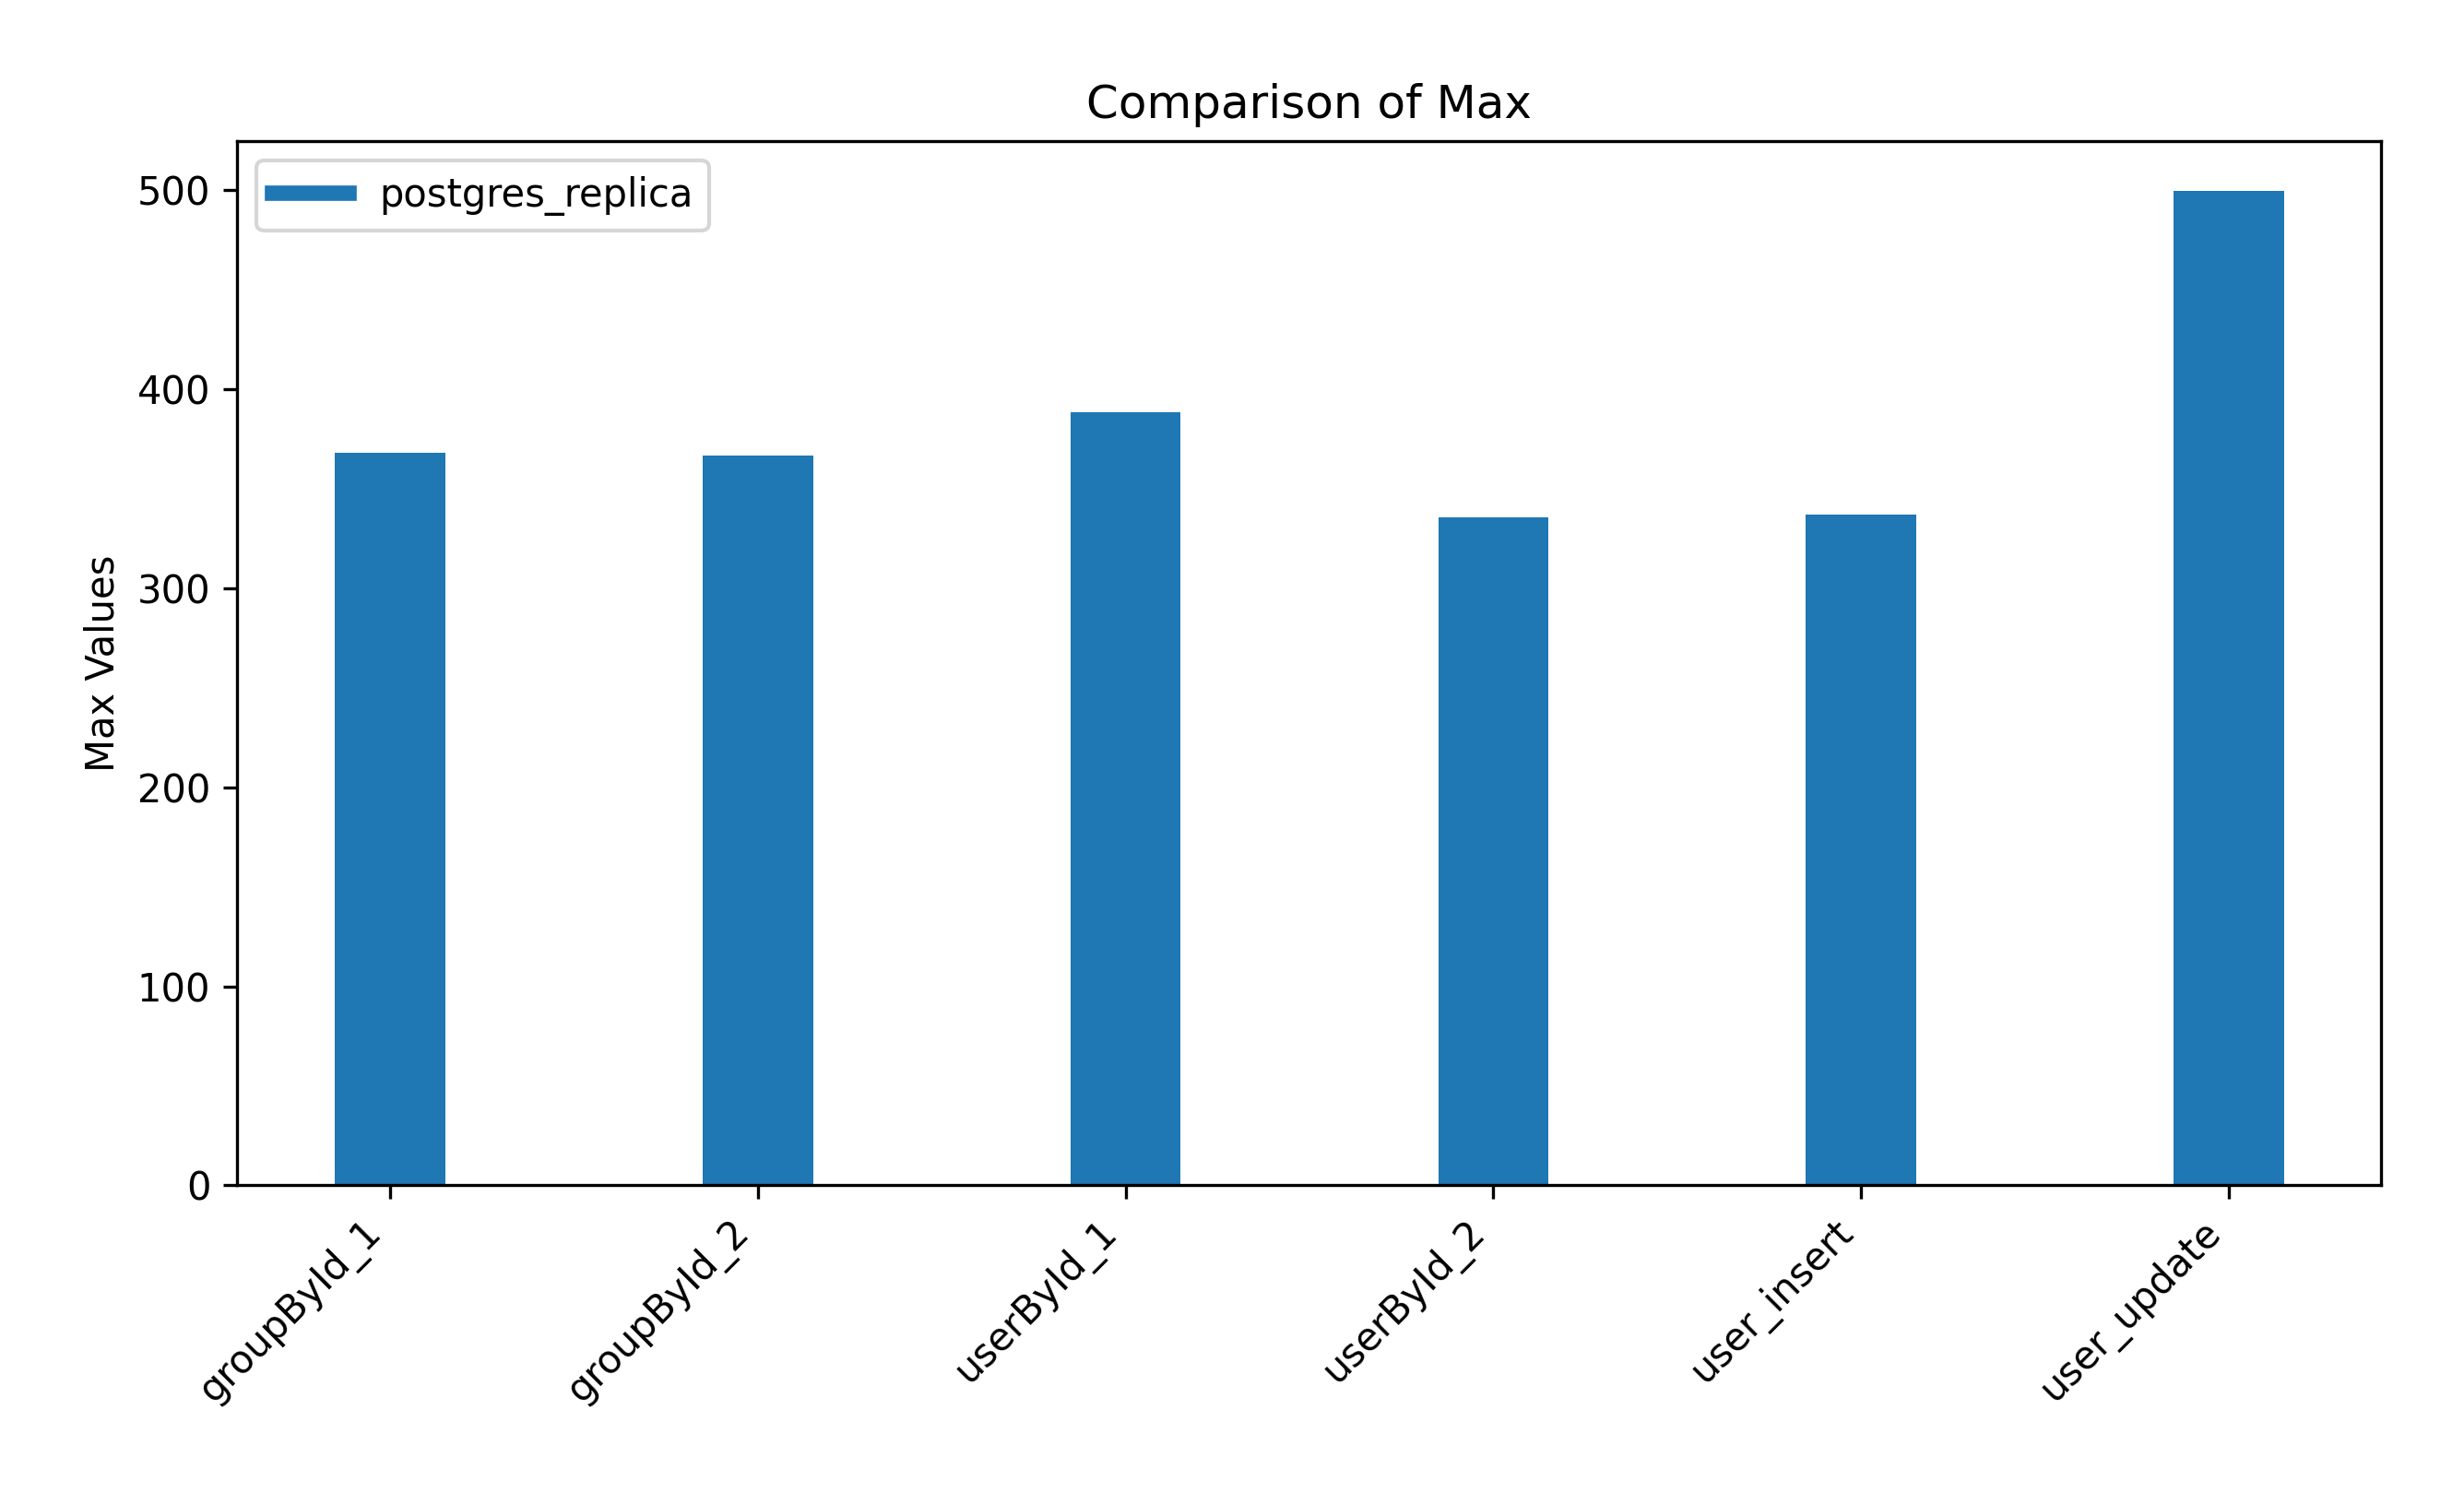 Comparison of Max
postgres_replica
Max Values
500
400
300
200
100
0
groupById_1
groupById_2
userById_1
userById_2
user_insert
user_update